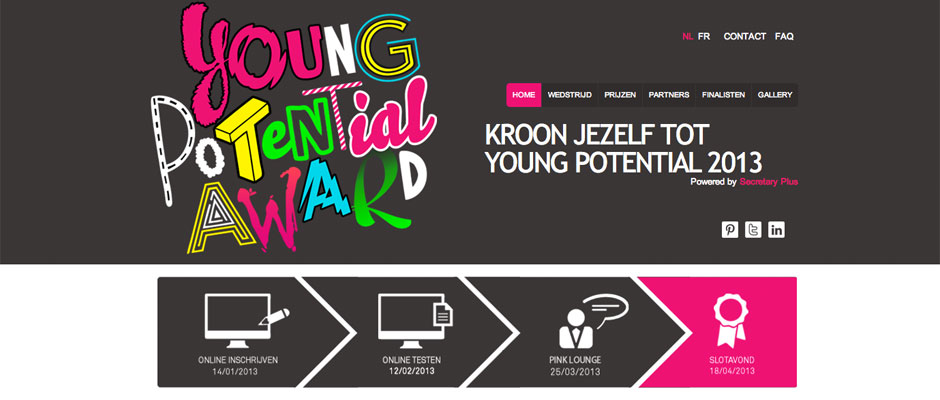 YOUNG
POTENTIAL
AWARD
NL FR CONTACT FAQ
HOME WEDSTRIJD PRIJZEN PARTNERS FINALISTEN GALLERY
KROON JEZELF TOT
YOUNG POTENTIAL 2013
Powered by Secretary Plus
ONLINE INSCHRIJVEN
14/01/2013
ONLINE TESTEN
12/02/2013
PINK LOUNGE
25/03/2013
SLOTAVOND
18/04/2013